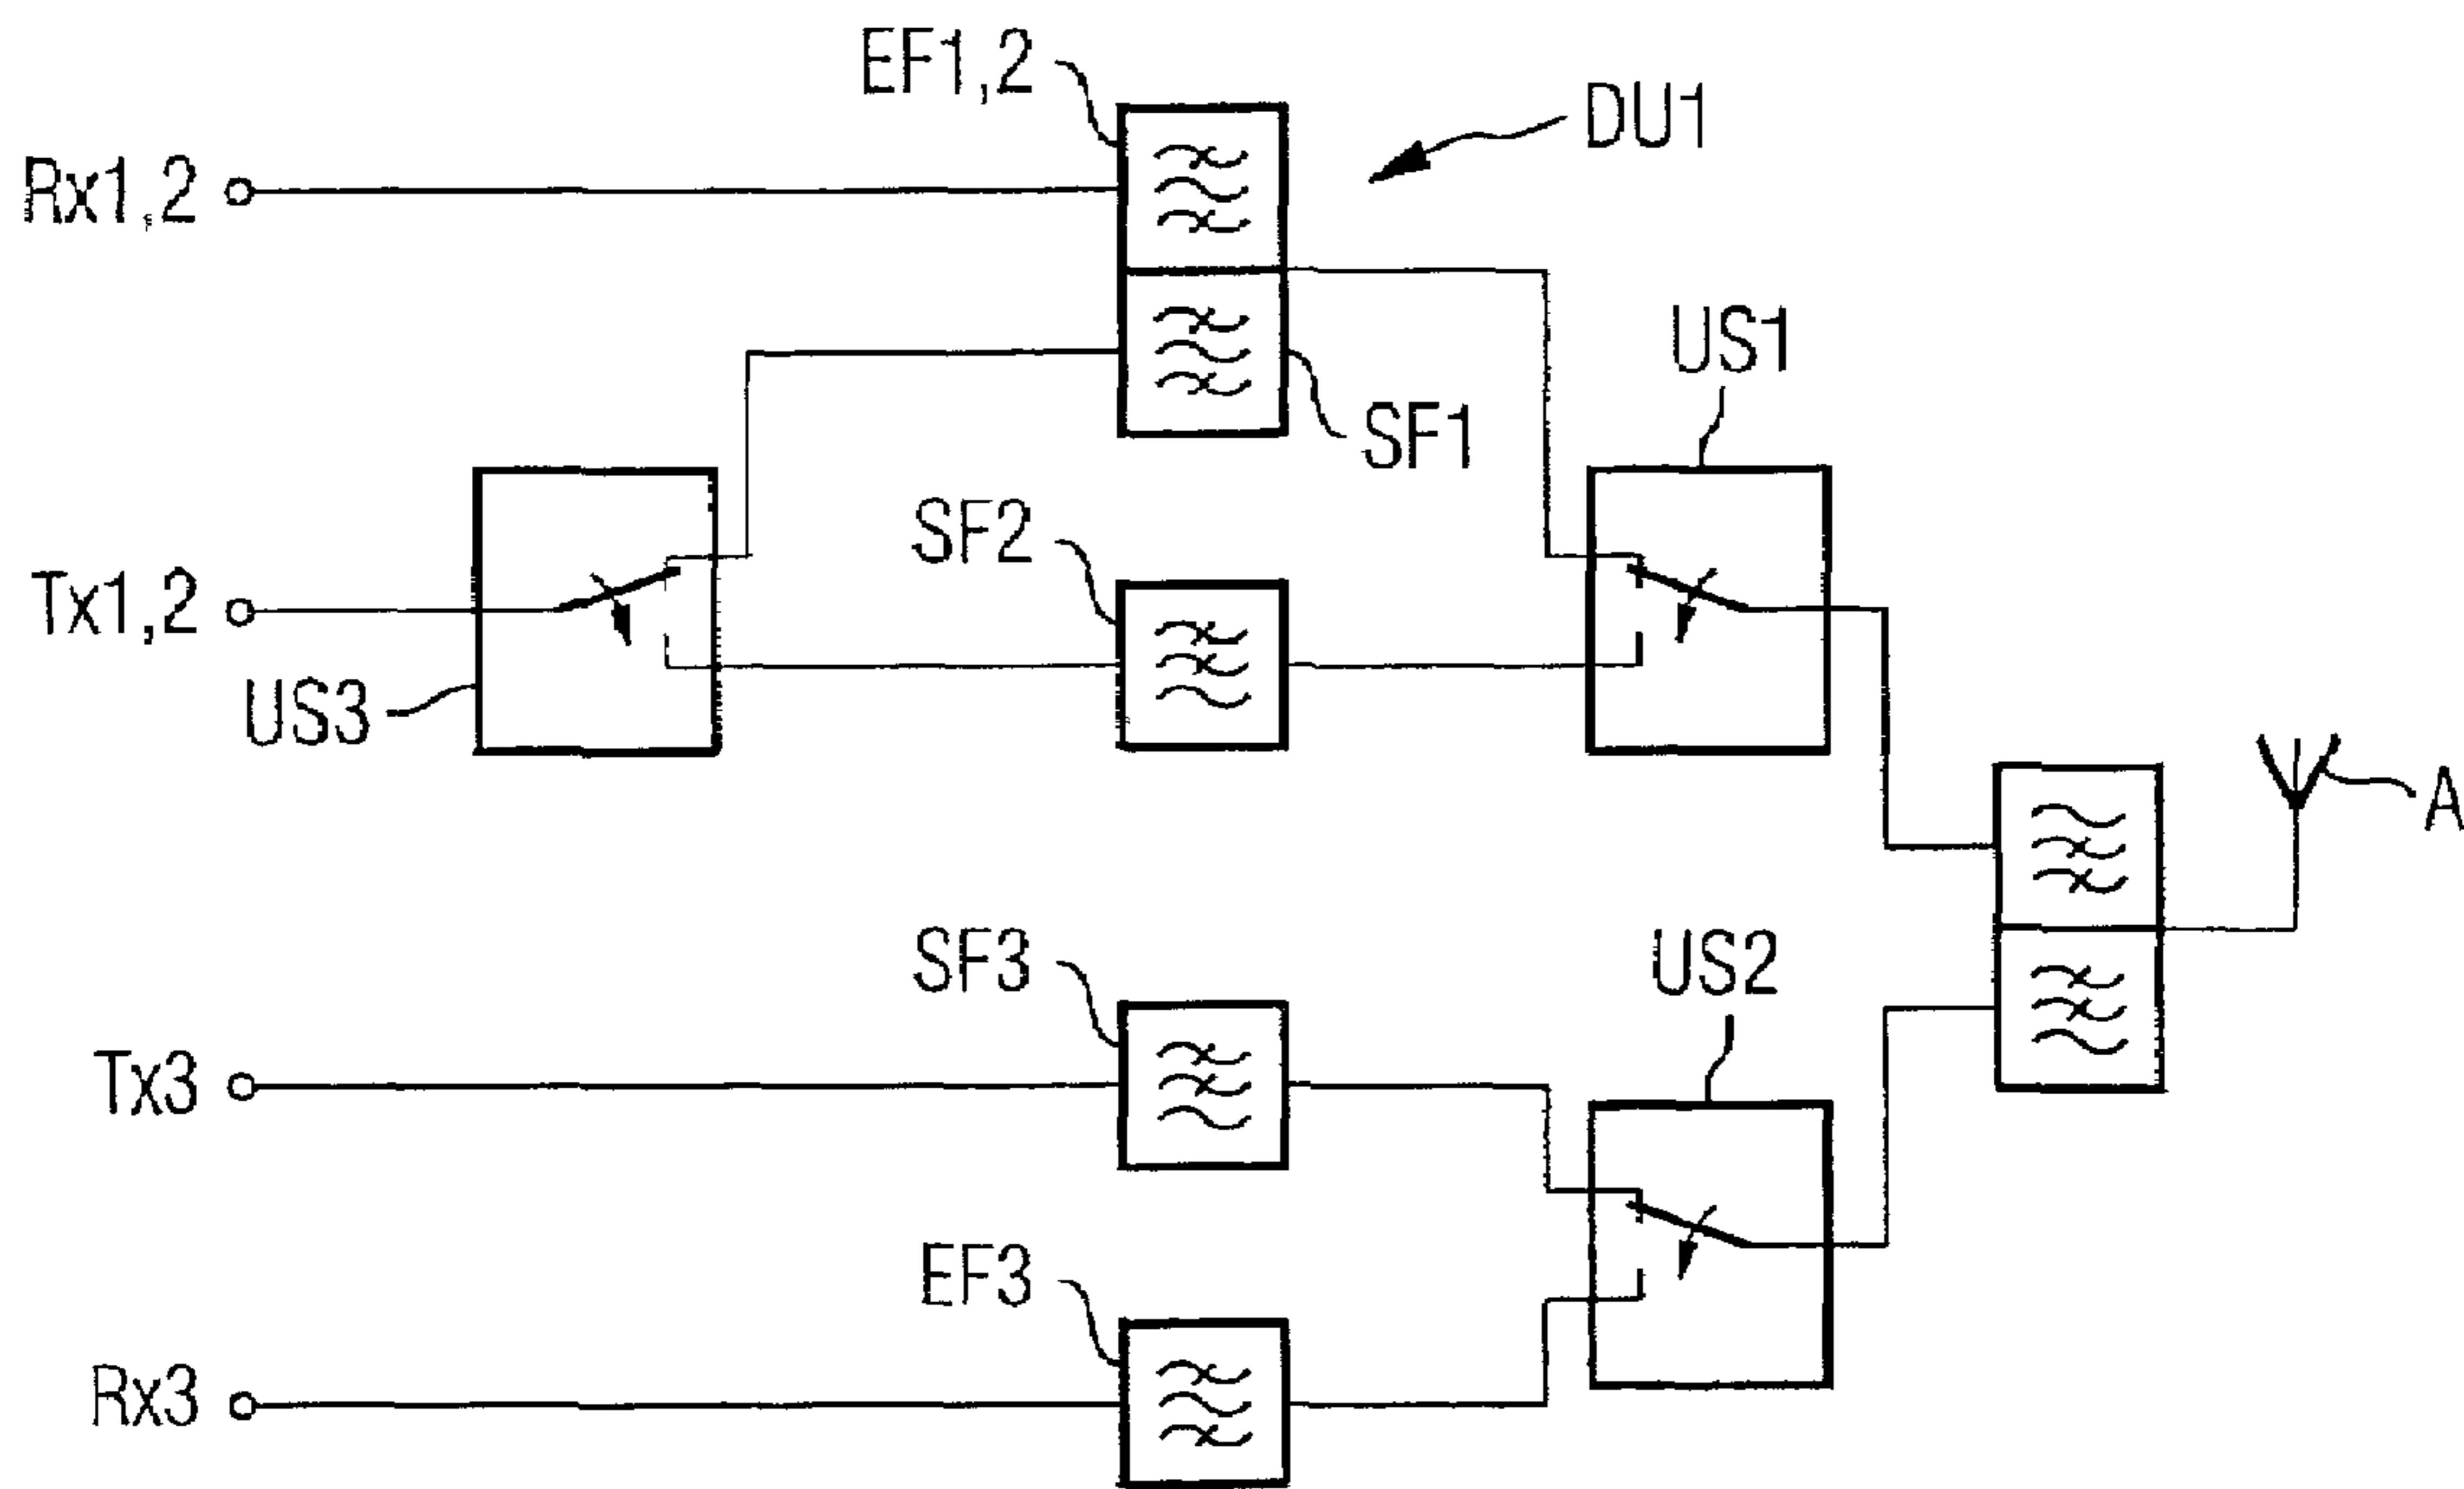 EF1,2
DU1
Rx1,2
US1
SF1
SF2
Tx1,2
US3
A
SF3
US2
Tx3
EF3
Rx3